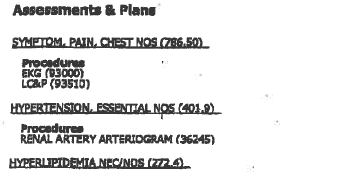 Assessments & Plans
SYMPTOM, PAIN, CHEST NOS (786.50)
Procedures
EKG (93000)
LC&P (93510)
HYPERTENSION, ESSENTIAL NOS (401.9)
Procedures
RENAL ARTERY ARTERIOGRAM (36245)
HYPERLIPIDEMIA NEC/NOS (272.4)